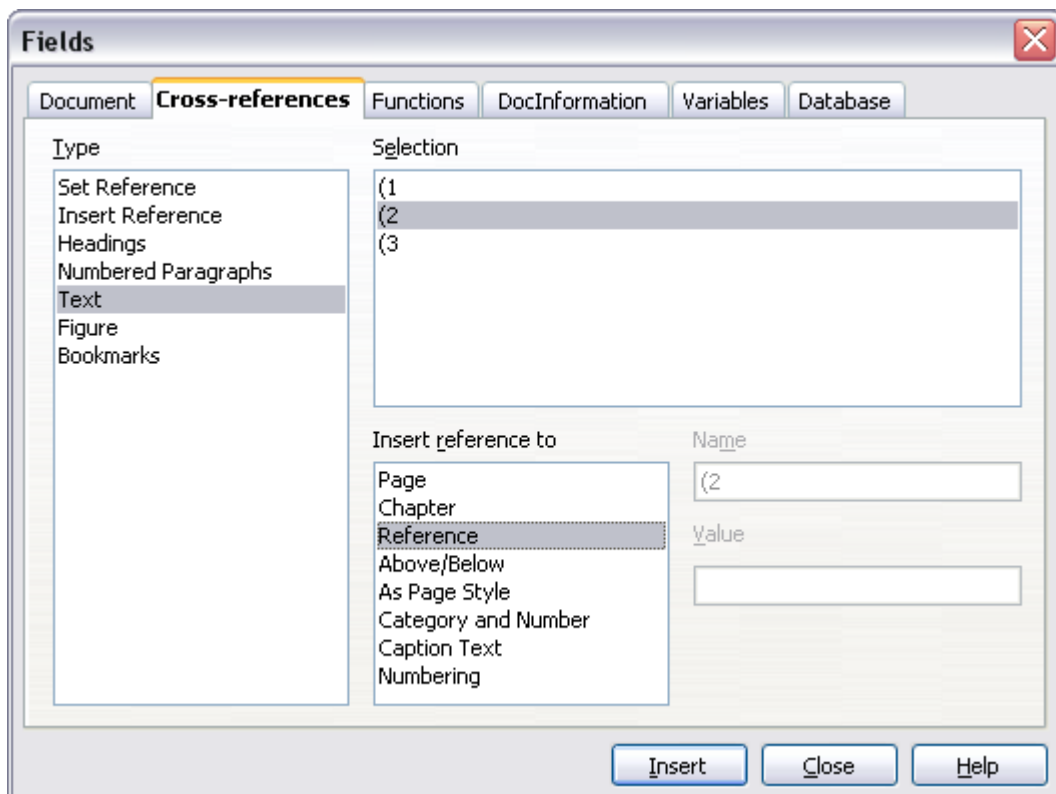 Fields
Document Cross-references Functions DocInformation Variables Database
Type
Set Reference
Insert Reference
Headings
Numbered Paragraphs
Text
Figure
Bookmarks
Selection
(1
(2
(3
Insert reference to
Page
Chapter
Reference
Above/Below
As Page Style
Category and Number
Caption Text
Numbering
Name
(2
Value
Insert Close Help